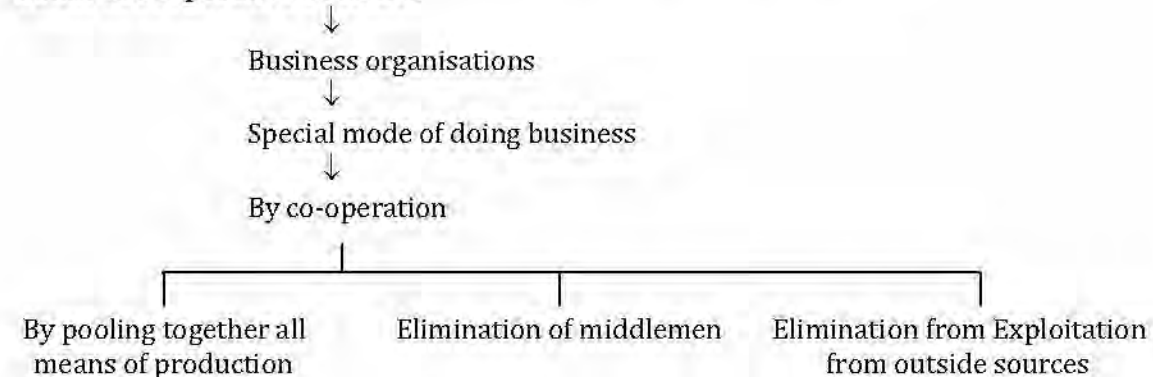 ↓
Business organisations
↓
Special mode of doing business
↓
By co-operation
By pooling together all means of production
Elimination of middlemen
Elimination from Exploitation from outside sources